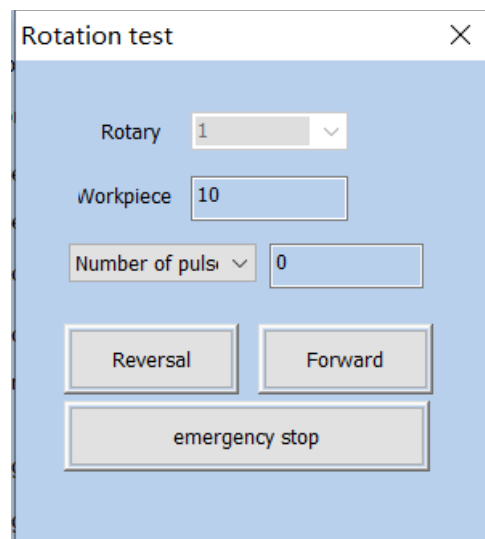 Rotation test
Rotary 1
Workpiece 10
Number of puls 0
Reversal Forward
emergency stop